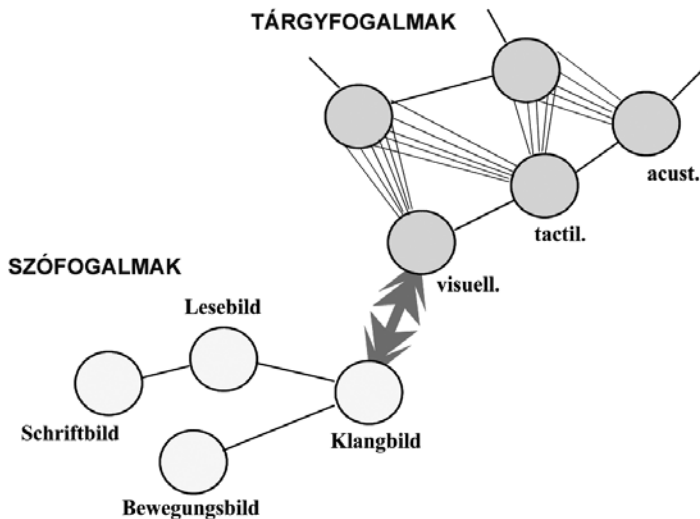 TÁRGYFOGALMAK
acust.
tactil.
visuell.
SZÓFOGALMAK
Lesebild
Schriftbild
Klangbild
Bewegungsbild